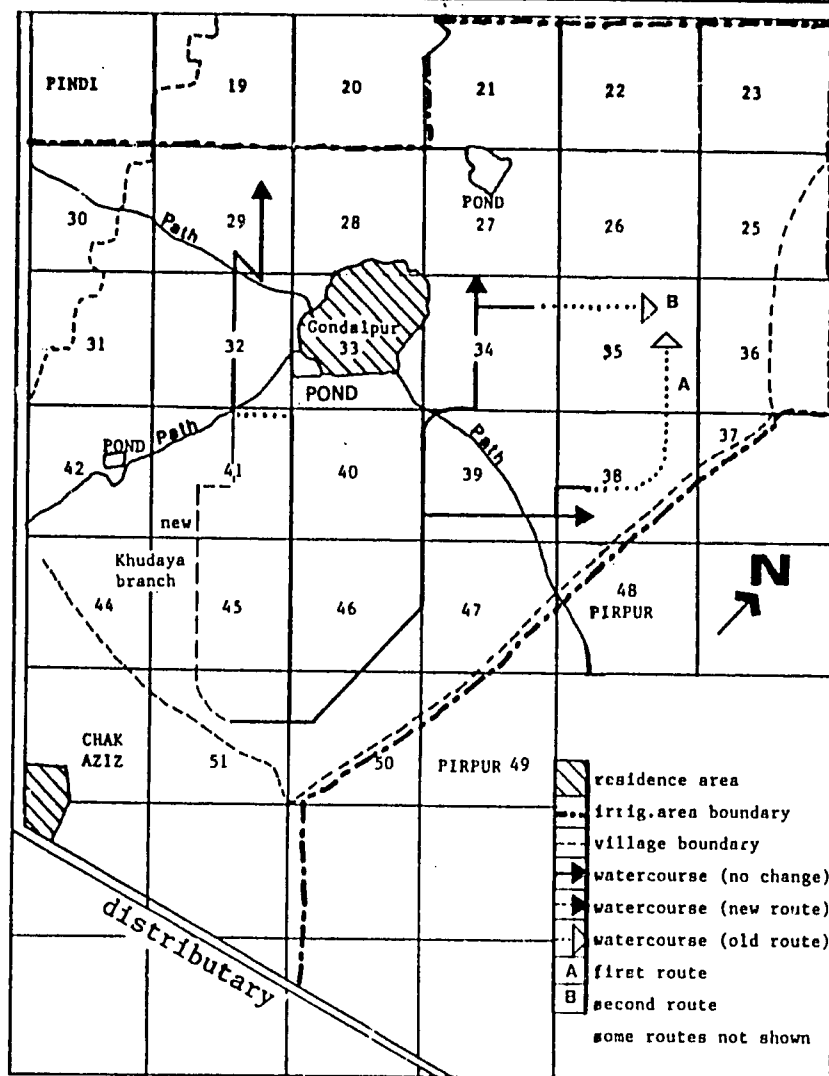 PINDI 19 20 21 22 23
POND
30 Path 29 28 27 26 25
B
Gondalpur
31 32 33 34 35 36
POND A
37
POND Path Path
42 41 40 39 38
new
Khudaya
branch
N
44 45 46 47 48
PIRPUR
CHAK
AZIZ
51 50 PIRPUR 49
residence area
irrig.area boundary
village boundary
watercourse (no change)
watercourse (new route)
watercourse (old route)
distributary
A first route
B second route
some routes not shown